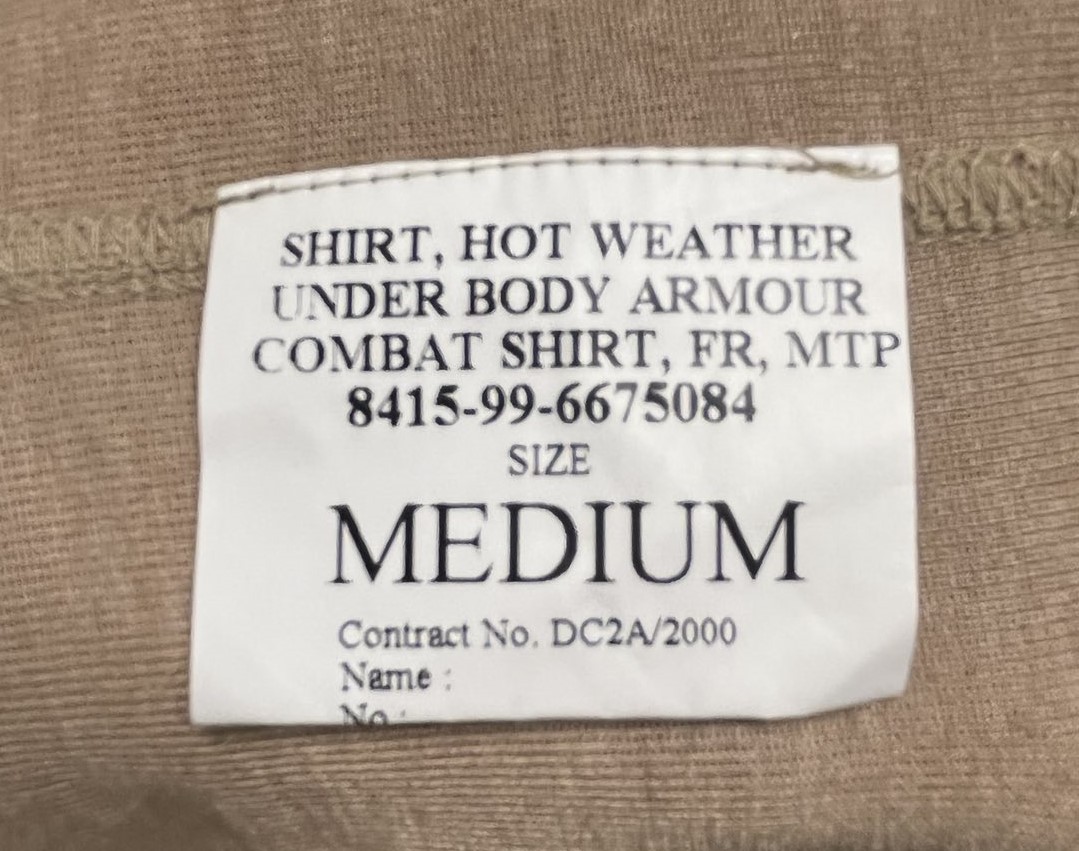 SHIRT, HOT WEATHER
UNDER BODY ARMOUR
COMBAT SHIRT, FR, MTP
8415-99-6675084
SIZE
MEDIUM
Contract No. DC2A/2000
Name :
No :